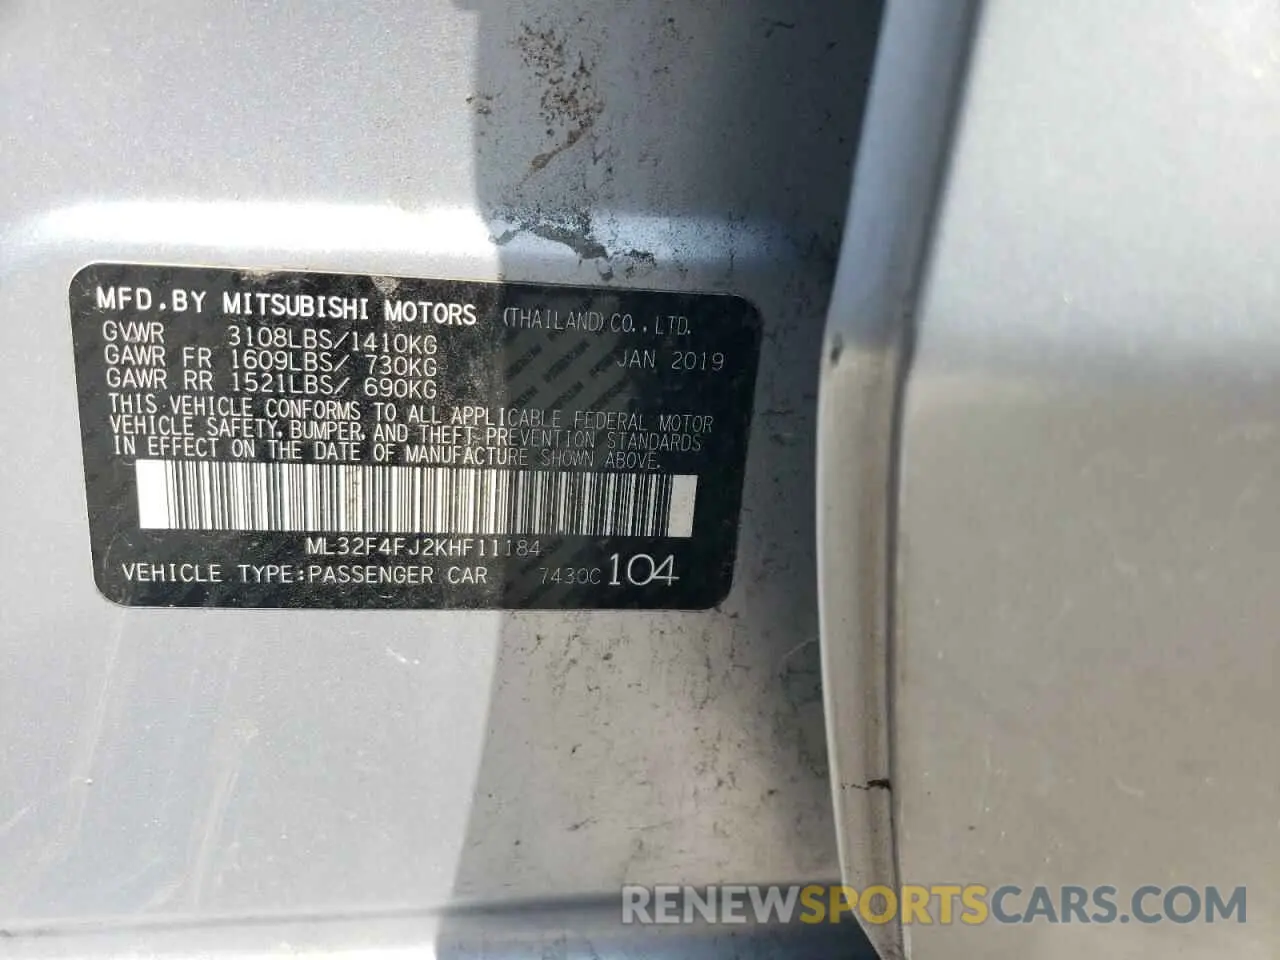 MFD.BY MITSUBISHI MOTORS (THAILAND) CO.,LTD.
GVWR 3108LBS/1410KG
GAWR FR 1609LBS/ 730KG JAN 2019
GAWR RR 1521LBS/ 690KG
THIS VEHICLE CONFORMS TO ALL APPLICABLE FEDERAL MOTOR
VEHICLE SAFETY, BUMPER, AND THEFT PREVENTION STANDARDS
IN EFFECT ON THE DATE OF MANUFACTURE SHOWN ABOVE.
ML32F4FJ2KHF11184
VEHICLE TYPE:PASSENGER CAR 7430C 104
RENEWSPORTSCARS.COM